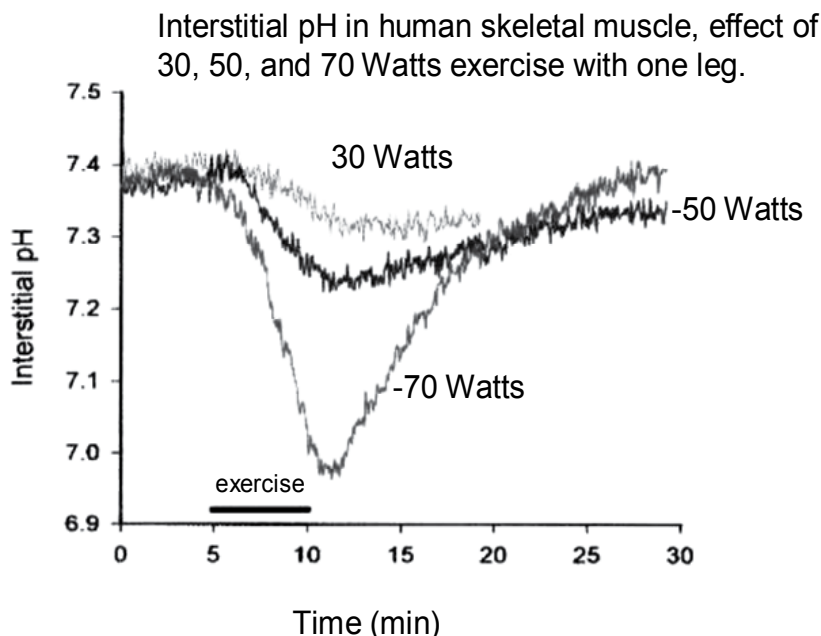 Interstitial pH in human skeletal muscle, effect of
30, 50, and 70 Watts exercise with one leg.
7.5
7.4
7.3
7.2
7.1
7.0
6.9
Interstitial pH
30 Watts
-50 Watts
-70 Watts
exercise
0 5 10 15 20 25 30
Time (min)